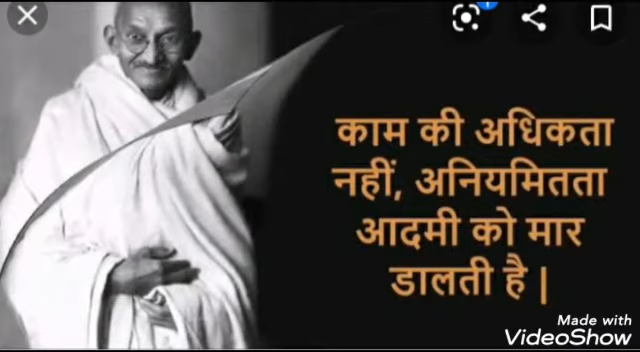 काम की अधिकता
नहीं, अनियमितता
आदमी को मार
डालती है |
Made with
VideoShow